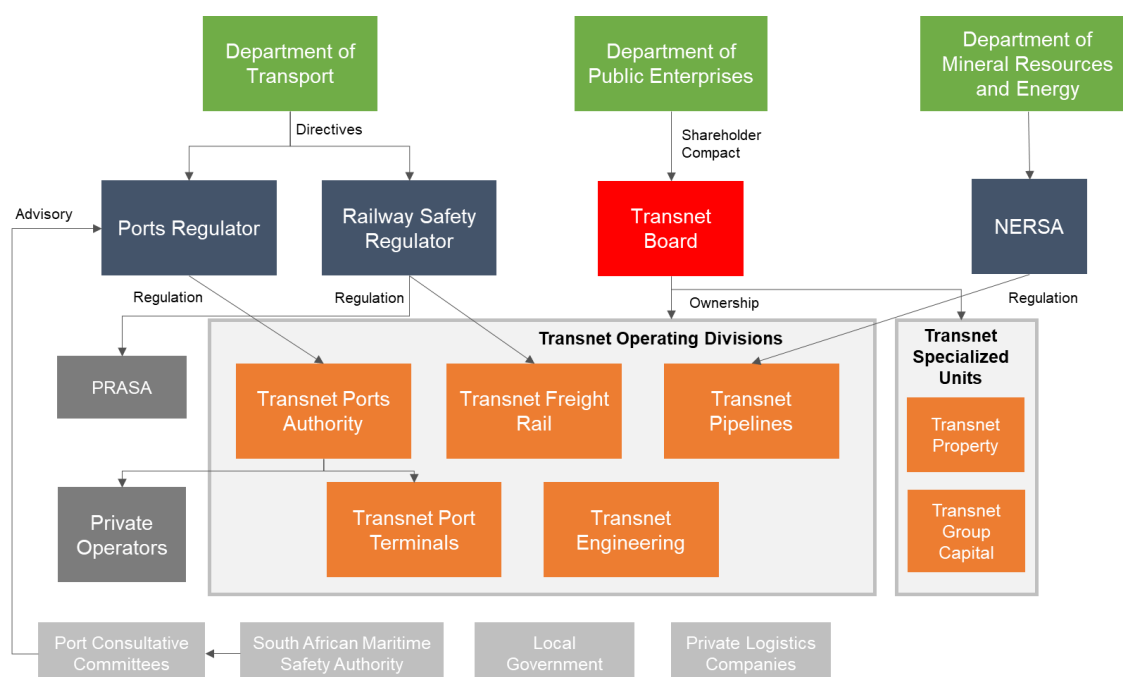 Department of
Transport
Department of
Public Enterprises
Department of
Mineral Resources
and Energy
Directives
Shareholder
Compact
Advisory
Ports Regulator
Railway Safety
Regulator
Transnet
Board
NERSA
Regulation
Regulation
Ownership
Regulation
Transnet Operating Divisions
Transnet
Specialized
Units
PRASA
Transnet Ports
Authority
Transnet Freight
Rail
Transnet
Pipelines
Transnet
Property
Private
Operators
Transnet Port
Terminals
Transnet
Engineering
Transnet
Group
Capital
Port Consultative
Committees
South African Maritime
Safety Authority
Local
Government
Private Logistics
Companies